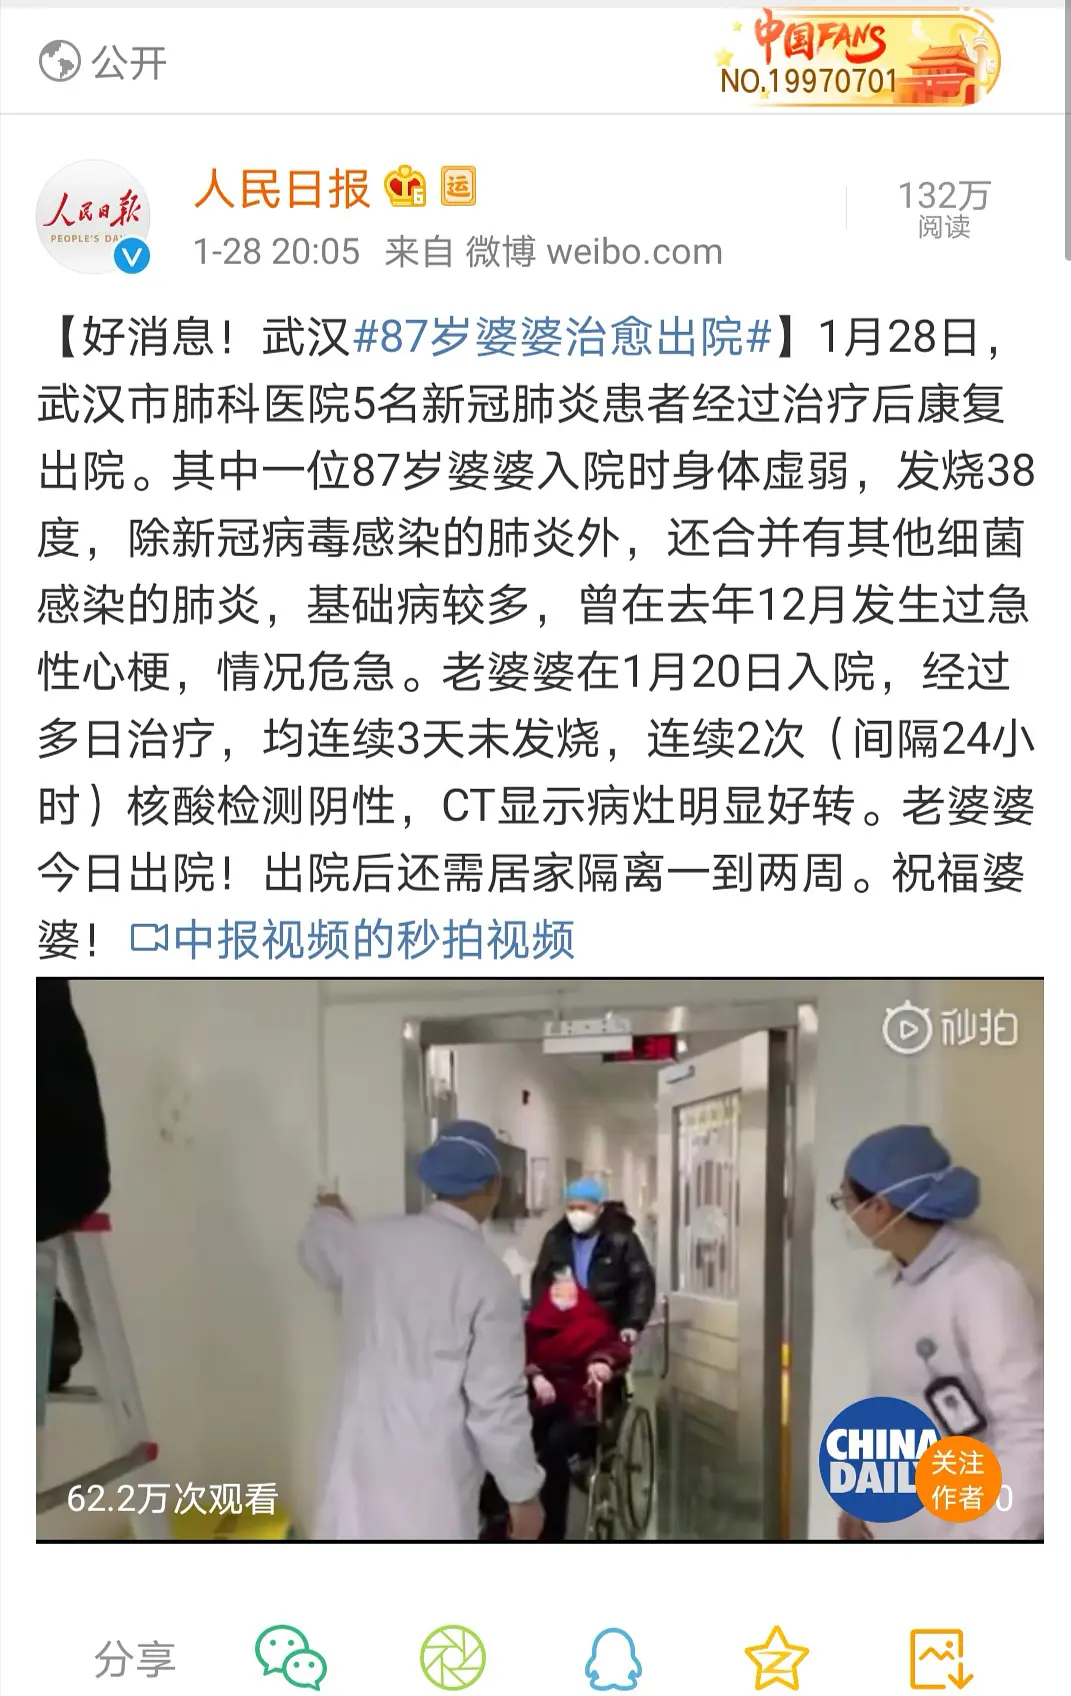 公开
中国FANS
NO.19970701
人民日报
PEOPLE'S DA
人民日报
运
132万
阅读
1-28 20:05 来自 微博 weibo.com
【好消息！武汉#87岁婆婆治愈出院#】1月28日，
武汉市肺科医院5名新冠肺炎患者经过治疗后康复
出院。其中一位87岁婆婆入院时身体虚弱，发烧38
度，除新冠病毒感染的肺炎外，还合并有其他细菌
感染的肺炎，基础病较多，曾在去年12月发生过急
性心梗，情况危急。老婆婆在1月20日入院，经过
多日治疗，均连续3天未发烧，连续2次（间隔24小
时）核酸检测阴性，CT显示病灶明显好转。老婆婆
今日出院！出院后还需居家隔离一到两周。祝福婆
婆！中报视频的秒拍视频
秒拍
CHINA
DAIL
关注
作者
62.2万次观看
分享